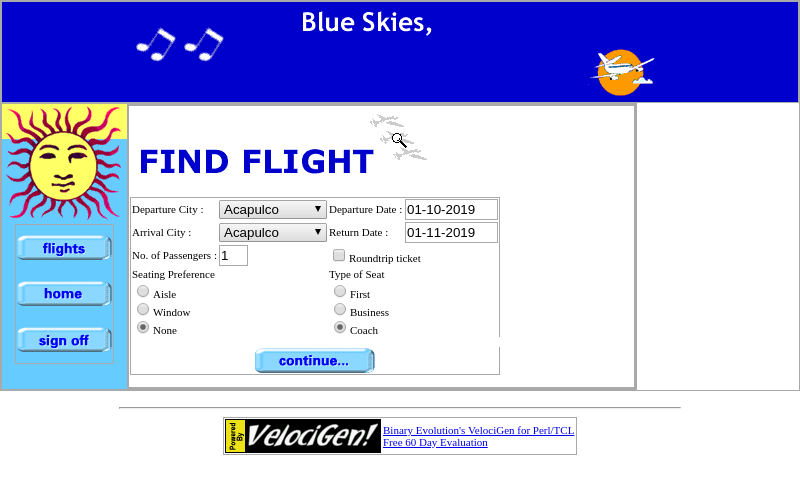 Blue Skies,
FIND FLIGHT
Departure City : Acapulco Departure Date : 01-10-2019
Arrival City : Acapulco Return Date : 01-11-2019
No. of Passengers : 1 Roundtrip ticket
Seating Preference Type of Seat
Aisle First
Window Business
None Coach
continue...
flights
home
sign off
Powered By VelociGen!
Binary Evolution's VelociGen for Perl/TCL
Free 60 Day Evaluation